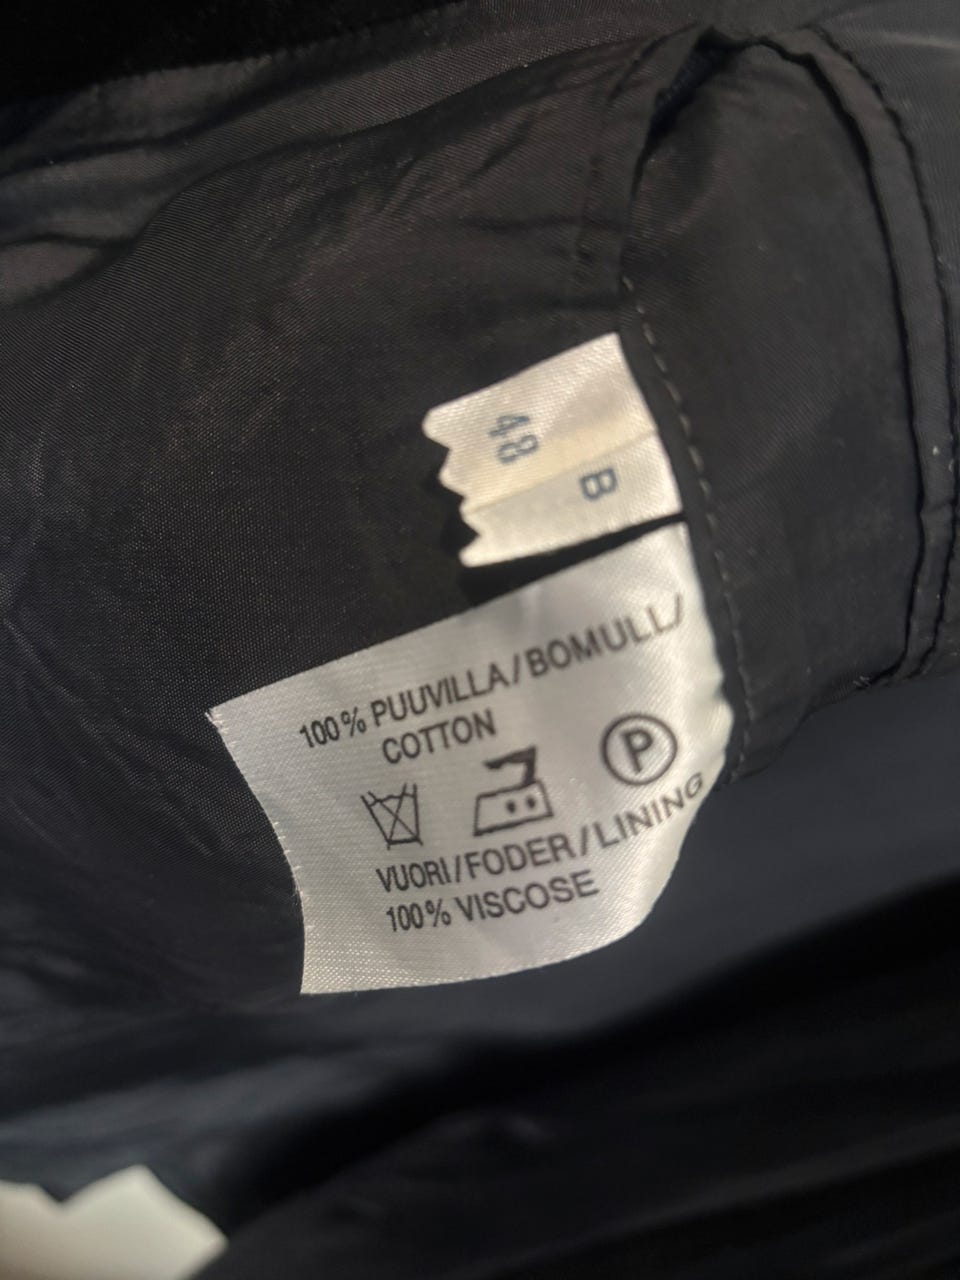 48
B
100% PUUVILLA/BOMULL/
COTTON
P
VUORI/FODER/LINING
100% VISCOSE